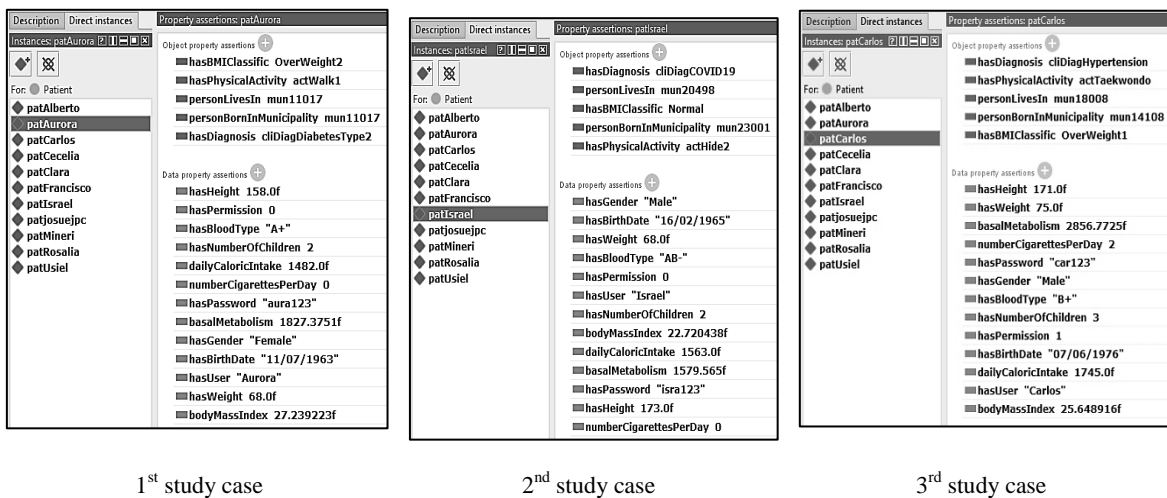 Description Direct instances
Instances: patAurora
For: Patient
patAlberto
patAurora
patCarlos
patCecelia
patClara
patFrancisco
patIsrael
patjosuejpc
patMineri
patRosalia
patUsiel
Property assertions: patAurora
Object property assertions
hasBMIClassific OverWeight2
hasPhysicalActivity actWalk1
personLivesIn mun11017
personBornInMunicipality mun11017
hasDiagnosis cliDiagDiabetesType2
Data property assertions
hasHeight 158.0f
hasPermission 0
hasBloodType "A+"
hasNumberOfChildren 2
dailyCaloricIntake 1482.0f
numberCigarettesPerDay 0
hasPassword "aura123"
basalMetabolism 1827.3751f
hasGender "Female"
hasBirthDate "11/07/1963"
hasUser "Aurora"
hasWeight 68.0f
bodyMassIndex 27.239223f
1st study case
Description Direct instances
Instances: patIsrael
For: Patient
patAlberto
patAurora
patCarlos
patCecelia
patClara
patFrancisco
patIsrael
patjosuejpc
patMineri
patRosalia
patUsiel
Property assertions: patIsrael
Object property assertions
hasDiagnosis cliDiagCOVID19
personLivesIn mun20498
hasBMIClassific Normal
personBornInMunicipality mun23001
hasPhysicalActivity actHide2
Data property assertions
hasGender "Male"
hasBirthDate "16/02/1965"
hasWeight 68.0f
hasBloodType "AB-"
hasPermission 0
hasUser "Israel"
hasNumberOfChildren 2
bodyMassIndex 22.720438f
dailyCaloricIntake 1563.0f
basalMetabolism 1579.565f
hasPassword "isra123"
hasHeight 173.0f
numberCigarettesPerDay 0
2nd study case
Description Direct instances
Instances: patCarlos
For: Patient
patAlberto
patAurora
patCarlos
patCecelia
patClara
patFrancisco
patIsrael
patjosuejpc
patMineri
patRosalia
patUsiel
Property assertions: patCarlos
Object property assertions
hasDiagnosis cliDiagHypertension
hasPhysicalActivity actTaekwondo
personLivesIn mun18008
personBornInMunicipality mun14108
hasBMIClassific OverWeight1
Data property assertions
hasHeight 171.0f
hasWeight 75.0f
basalMetabolism 2856.7725f
numberCigarettesPerDay 2
hasPassword "car123"
hasGender "Male"
hasBloodType "B+"
hasNumberOfChildren 3
hasPermission 1
hasBirthDate "07/06/1976"
dailyCaloricIntake 1745.0f
hasUser "Carlos"
bodyMassIndex 25.648916f
3rd study case